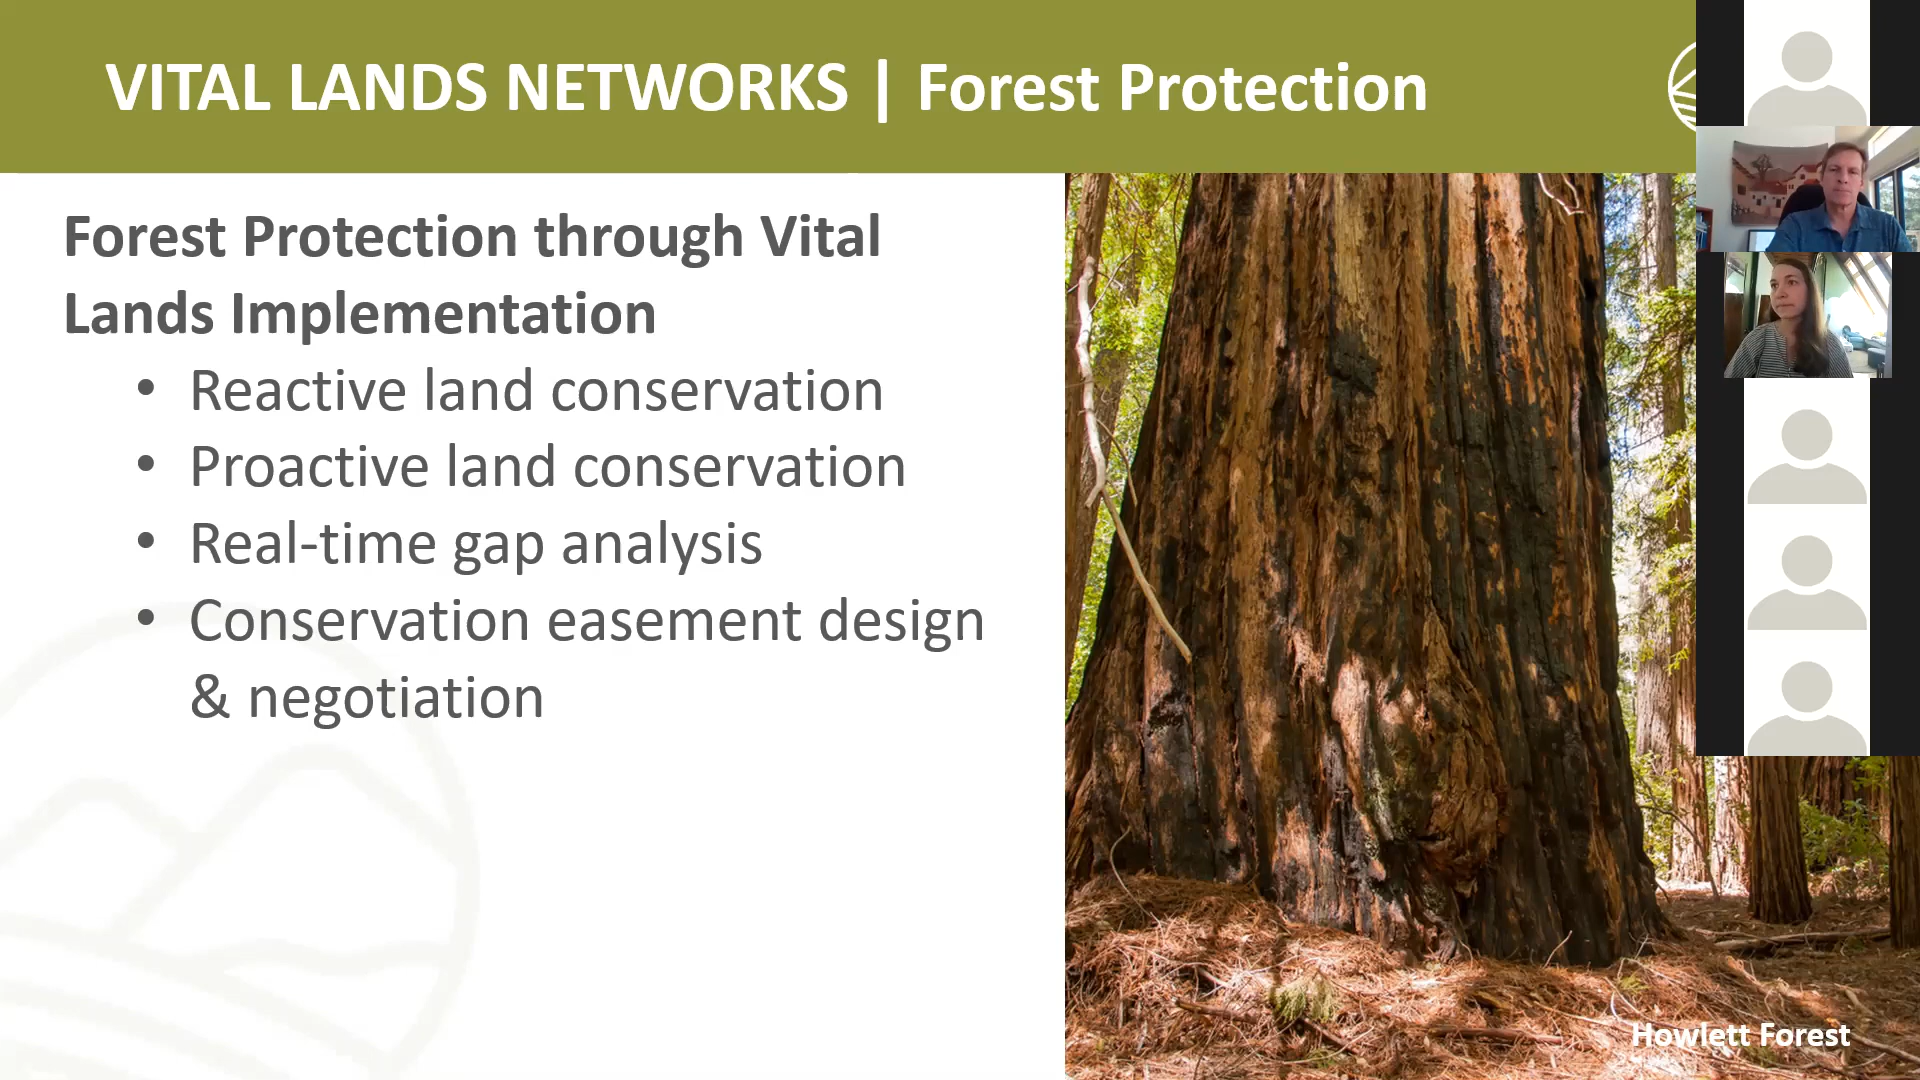 VITAL LANDS NETWORKS | Forest Protection
Forest Protection through Vital
Lands Implementation
• Reactive land conservation
• Proactive land conservation
• Real-time gap analysis
• Conservation easement design
& negotiation
Howlett Forest